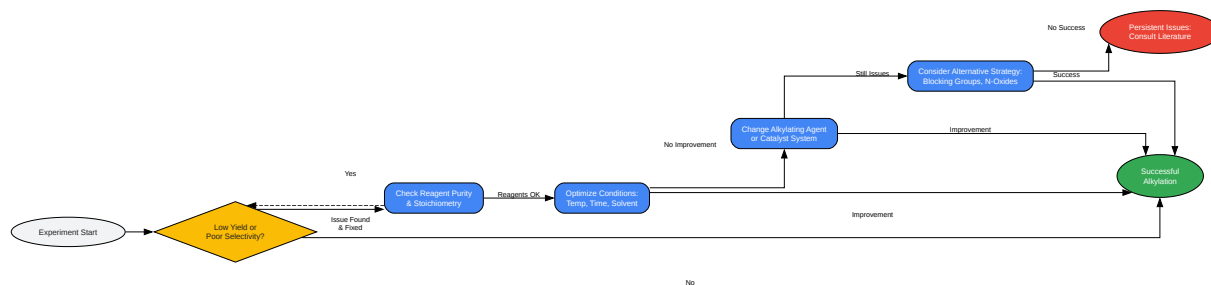 No Success
Persistent Issues:
Consult Literature
Still Issues
Consider Alternative Strategy:
Blocking Groups, N-Oxides
Success
Change Alkylating Agent
or Catalyst System
Improvement
No Improvement
Yes
Successful
Alkylation
Check Reagent Purity
& Stoichiometry
Reagents OK
Optimize Conditions:
Temp, Time, Solvent
Issue Found
& Fixed
Improvement
Experiment Start
Low Yield or
Poor Selectivity?
No